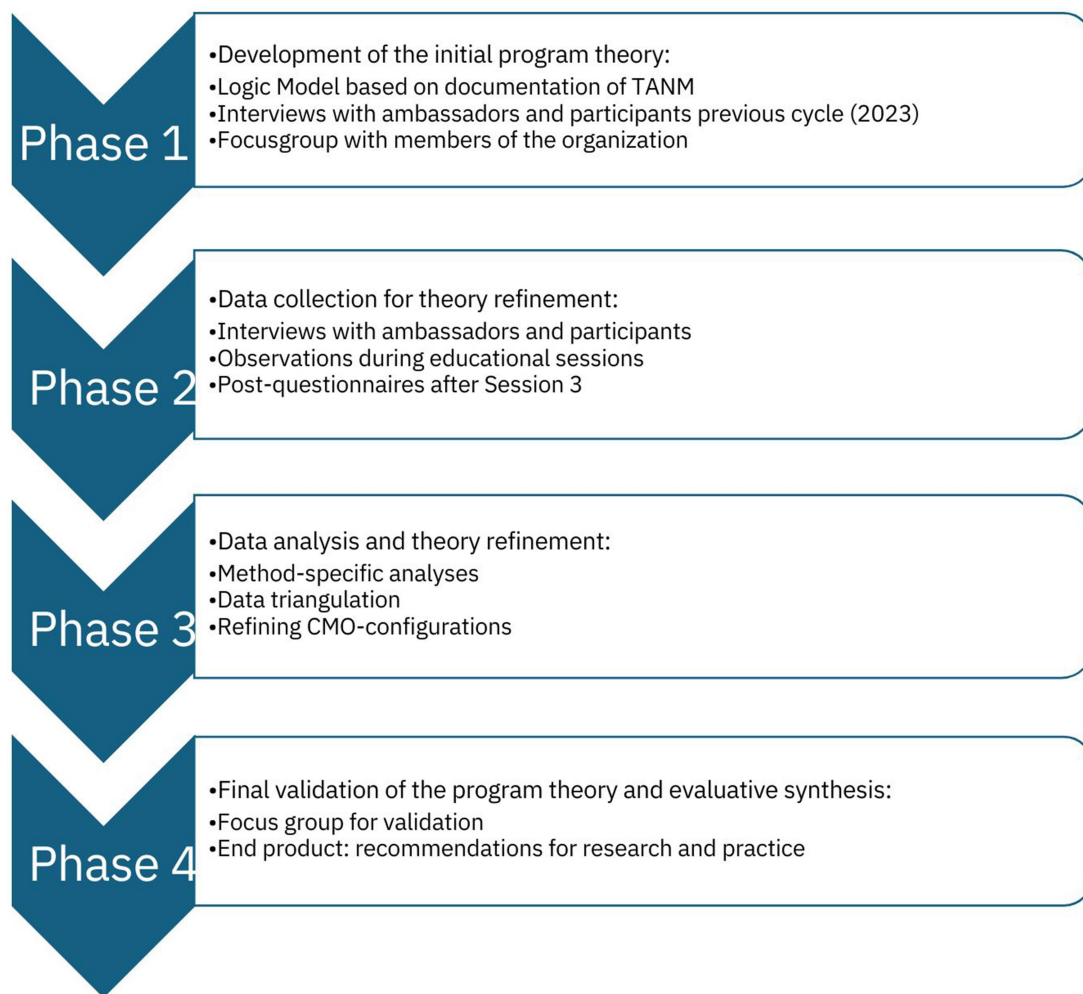 Phase 1
•Development of the initial program theory:
•Logic Model based on documentation of TANM
•Interviews with ambassadors and participants previous cycle (2023)
•Focusgroup with members of the organization
Phase 2
•Data collection for theory refinement:
•Interviews with ambassadors and participants
•Observations during educational sessions
•Post-questionnaires after Session 3
Phase 3
•Data analysis and theory refinement:
•Method-specific analyses
•Data triangulation
•Refining CMO-configurations
Phase 4
•Final validation of the program theory and evaluative synthesis:
•Focus group for validation
•End product: recommendations for research and practice